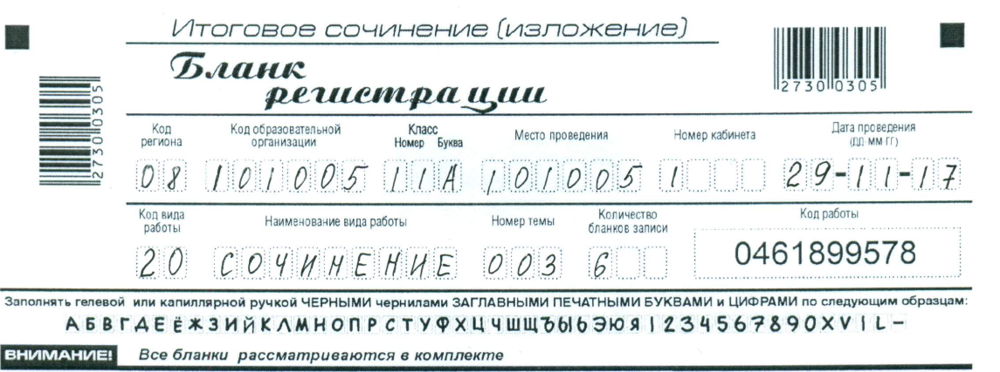 Итоговое сочинение (изложение)
Бланк
регистрации
2730 0305
2730 0305
Код региона
Код образовательной организации
Класс
Номер Буква
Место проведения
Номер кабинета
Дата проведения (ДД-ММ-ГГ)
08 101005 11А 101005 1 29-11-17
Код вида работы
Наименование вида работы
Номер темы
Количество бланков записи
Код работы
20 СОЧИНЕНИЕ 003 6 0461899578
Заполнять гелевой или капиллярной ручкой ЧЕРНЫМИ чернилами ЗАГЛАВНЫМИ ПЕЧАТНЫМИ БУКВАМИ и ЦИФРАМИ по следующим образцам:
АБВГДЕЁЖЗИЙКЛМНОПРСТУФХЦЧШЩЪЫЬЭЮЯ1234567890XVIL-
ВНИМАНИЕ! Все бланки рассматриваются в комплекте